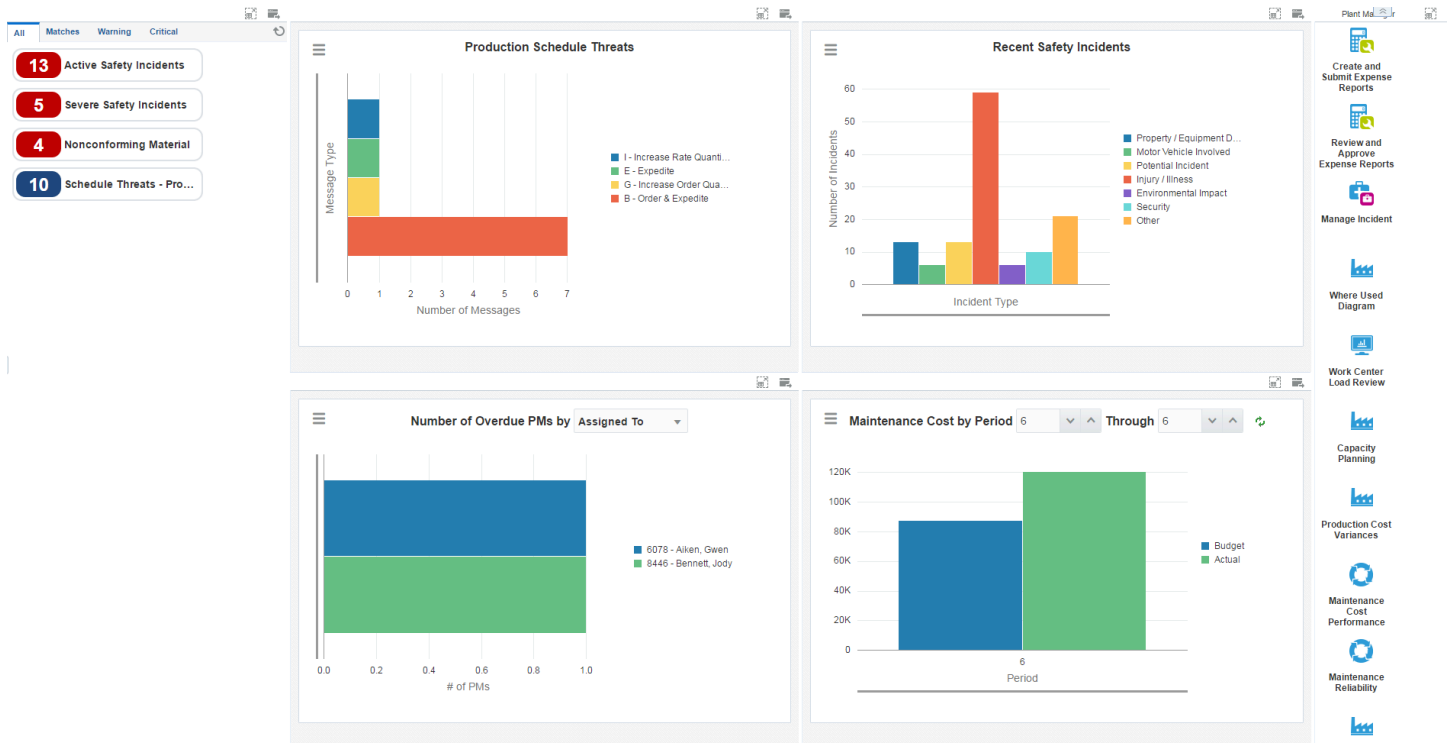 All
Matches
Warning
Critical
13 Active Safety Incidents
5 Severe Safety Incidents
4 Nonconforming Material
10 Schedule Threats - Pro...
Production Schedule Threats
Message Type
0 1 2 3 4 5 6 7
Number of Messages
I - Increase Rate Quanti...
E - Expedite
G - Increase Order Qua...
B - Order & Expedite
Recent Safety Incidents
Number of Incidents
60
50
40
30
20
10
0
Incident Type
Property / Equipment D...
Motor Vehicle Involved
Potential Incident
Injury / Illness
Environmental Impact
Security
Other
Number of Overdue PMs by Assigned To
0.0 0.2 0.4 0.6 0.8 1.0
# of PMs
6078 - Aiken, Gwen
8446 - Bennett, Jody
Maintenance Cost by Period 6 Through 6
120K
100K
80K
60K
40K
20K
0
6
Period
Budget
Actual
Plant
Create and
Submit Expense
Reports
Review and
Approve
Expense Reports
Manage Incident
Where Used
Diagram
Work Center
Load Review
Capacity
Planning
Production Cost
Variances
Maintenance
Cost
Performance
Maintenance
Reliability